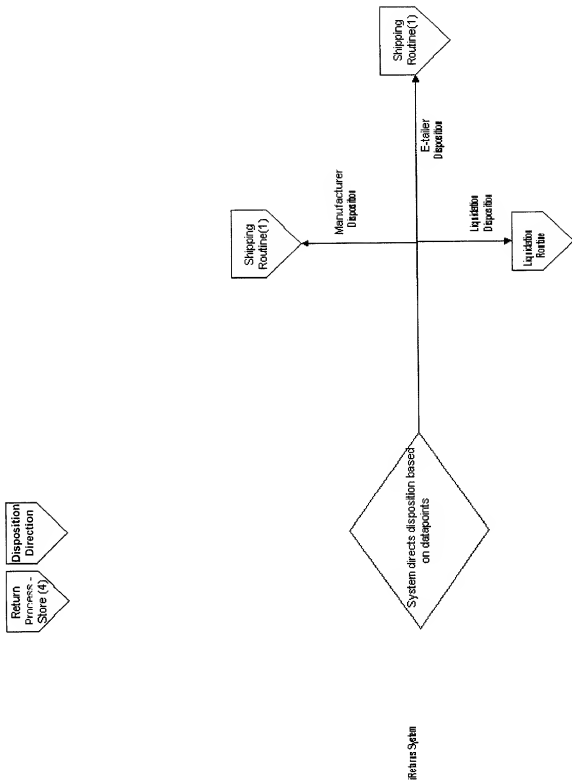 Return
Process -
Store (4)
Disposition
Direction
Shipping
Routine(1)
Shipping
Routine(1)
Manufacturer
Disposition
E-tailer
Disposition
Liquidation
Disposition
Liquidation
Routine
System directs disposition based
on datapoints
iReturns System